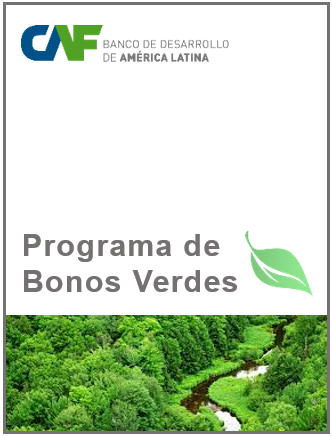 CAF BANCO DE DESARROLLO
DE AMÉRICA LATINA
Programa de
Bonos Verdes